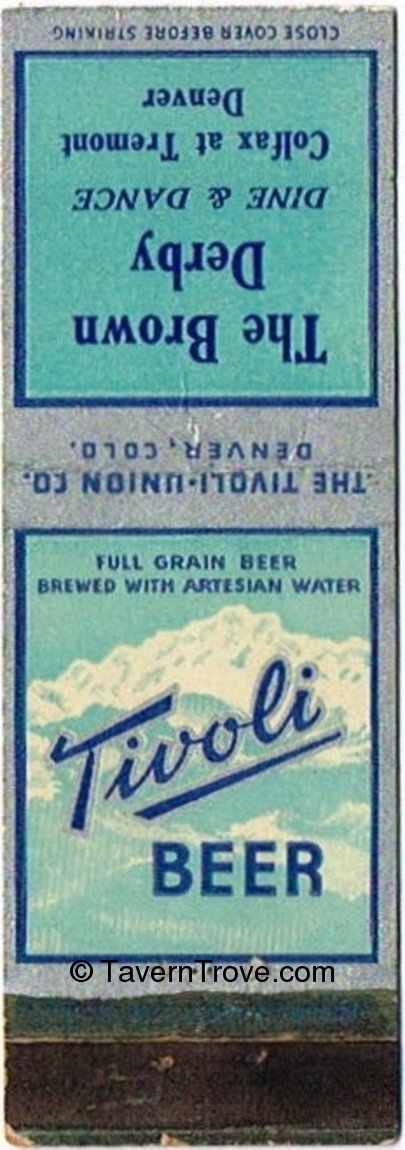 CLOSE COVER BEFORE STRIKING
The Brown
Derby
DINE & DANCE
Colfax at Tremont
Denver
THE TIVOLI-UNION CO.
DENVER, COLO.
FULL GRAIN BEER
BREWED WITH ARTESIAN WATER
Tivoli
BEER
© TavernTrove.com